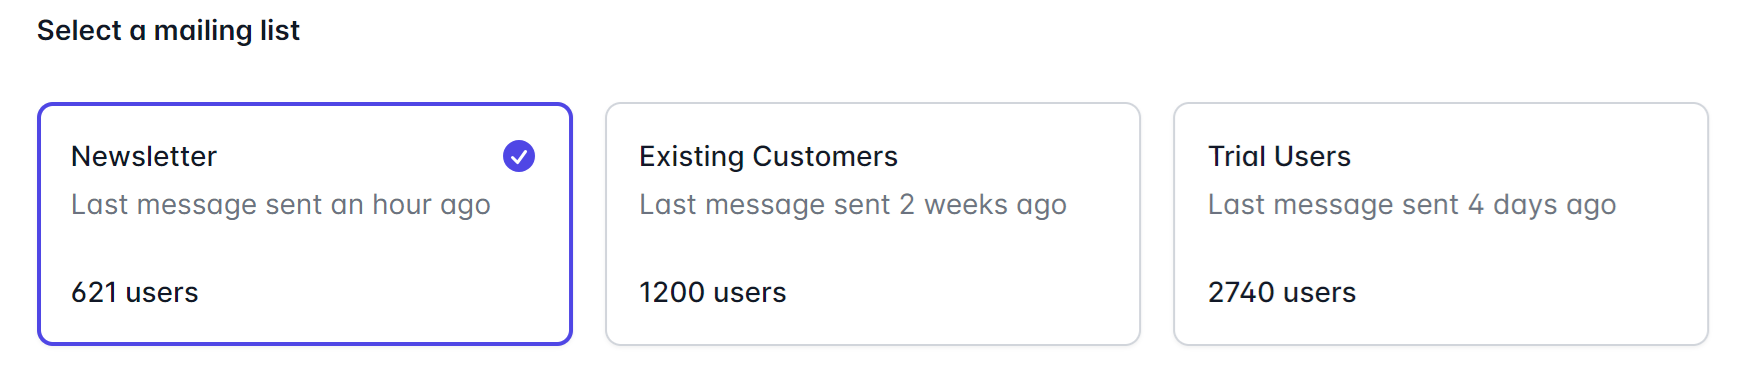 Select a mailing list
Newsletter
Last message sent an hour ago
621 users
Existing Customers
Last message sent 2 weeks ago
1200 users
Trial Users
Last message sent 4 days ago
2740 users